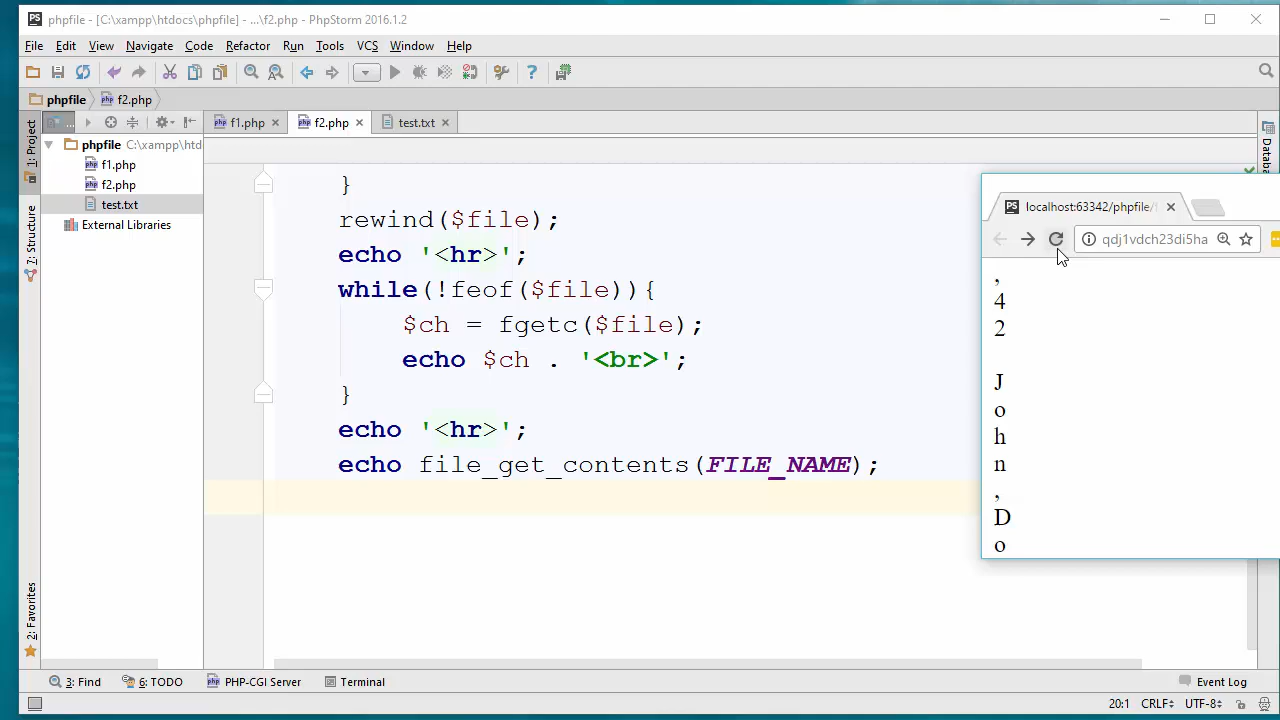 phpfile - [C:\xampp\htdocs\phpfile] - ...\f2.php - PhpStorm 2016.1.2
File Edit View Navigate Code Refactor Run Tools VCS Window Help
phpfile f2.php
f1.php f2.php test.txt
1: Project
7: Structure
2: Favorites
phpfile C:\xampp\htd
f1.php
f2.php
test.txt
External Libraries
}
rewind($file);
echo '<hr>';
while(!feof($file)){
$ch = fgetc($file);
echo $ch . '<br>';
}
echo '<hr>';
echo file_get_contents(FILE_NAME);
localhost:63342/phpfile/
qdj1vdch23di5ha
,
4
2
J
o
h
n
,
D
o
3: Find 6: TODO PHP-CGI Server Terminal Event Log
20:1 CRLF UTF-8